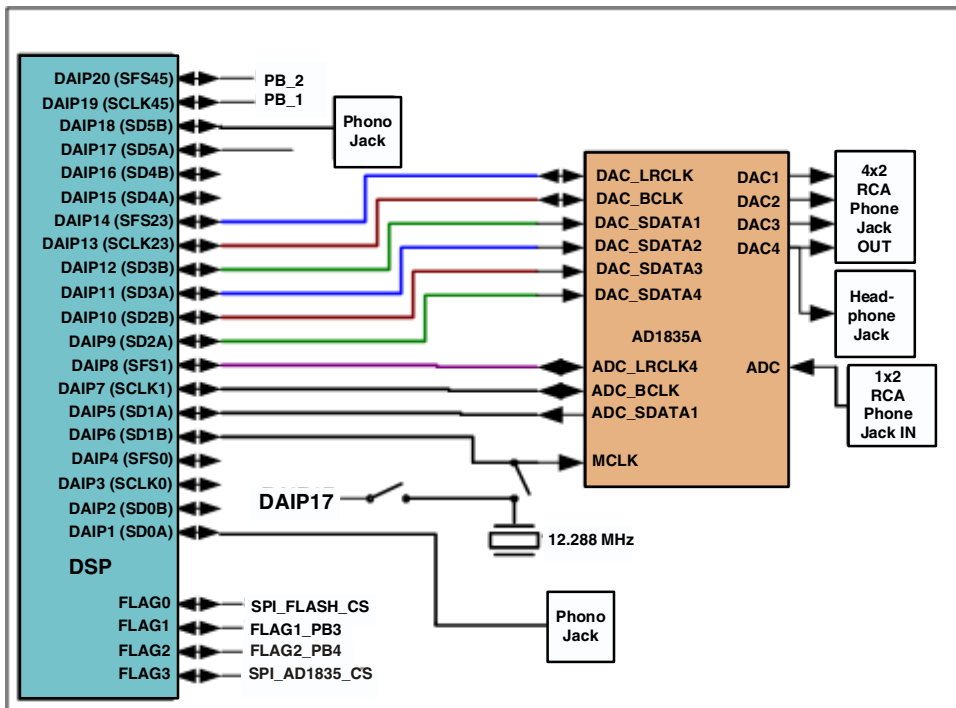 DAIP20 (SFS45)
DAIP19 (SCLK45)
DAIP18 (SD5B)
DAIP17 (SD5A)
DAIP16 (SD4B)
DAIP15 (SD4A)
DAIP14 (SFS23)
DAIP13 (SCLK23)
DAIP12 (SD3B)
DAIP11 (SD3A)
DAIP10 (SD2B)
DAIP9 (SD2A)
DAIP8 (SFS1)
DAIP7 (SCLK1)
DAIP5 (SD1A)
DAIP6 (SD1B)
DAIP4 (SFS0)
DAIP3 (SCLK0)
DAIP2 (SD0B)
DAIP1 (SD0A)
DSP
FLAG0
FLAG1
FLAG2
FLAG3
PB_2
PB_1
Phono
Jack
DAIP17
12.288 MHz
SPI_FLASH_CS
FLAG1_PB3
FLAG2_PB4
SPI_AD1835_CS
Phono
Jack
DAC_LRCLK
DAC_BCLK
DAC_SDATA1
DAC_SDATA2
DAC_SDATA3
DAC_SDATA4
AD1835A
ADC_LRCLK4
ADC_BCLK
ADC_SDATA1
MCLK
DAC1
DAC2
DAC3
DAC4
ADC
4x2
RCA
Phone
Jack
OUT
Head-
phone
Jack
1x2
RCA
Phone
Jack IN